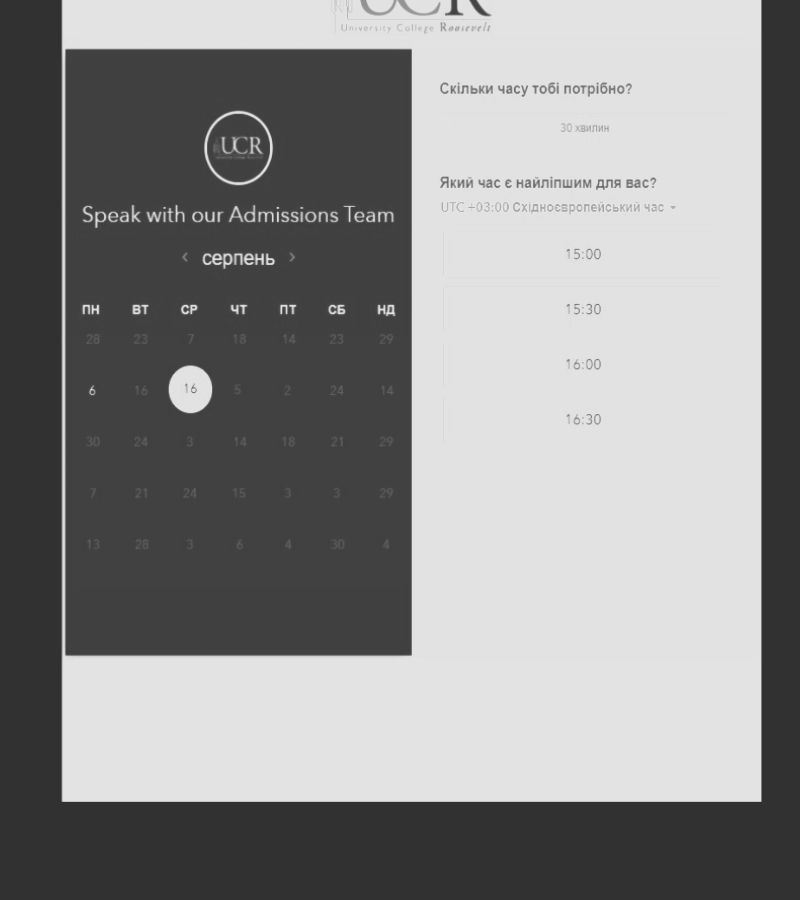 UCR
University College Roosevelt
UCR
Speak with our Admissions Team
‹ серпень ›
ПН ВТ СР ЧТ ПТ СБ НД
28 23 7 18 14 23 29
6 16 16 5 2 24 14
30 24 3 14 18 21 29
7 21 24 15 3 3 29
13 28 3 6 4 30 4
Скільки часу тобі потрібно?
30 хвилин
Який час є найліпшим для вас?
UTC +03:00 Східноєвропейський час
15:00
15:30
16:00
16:30